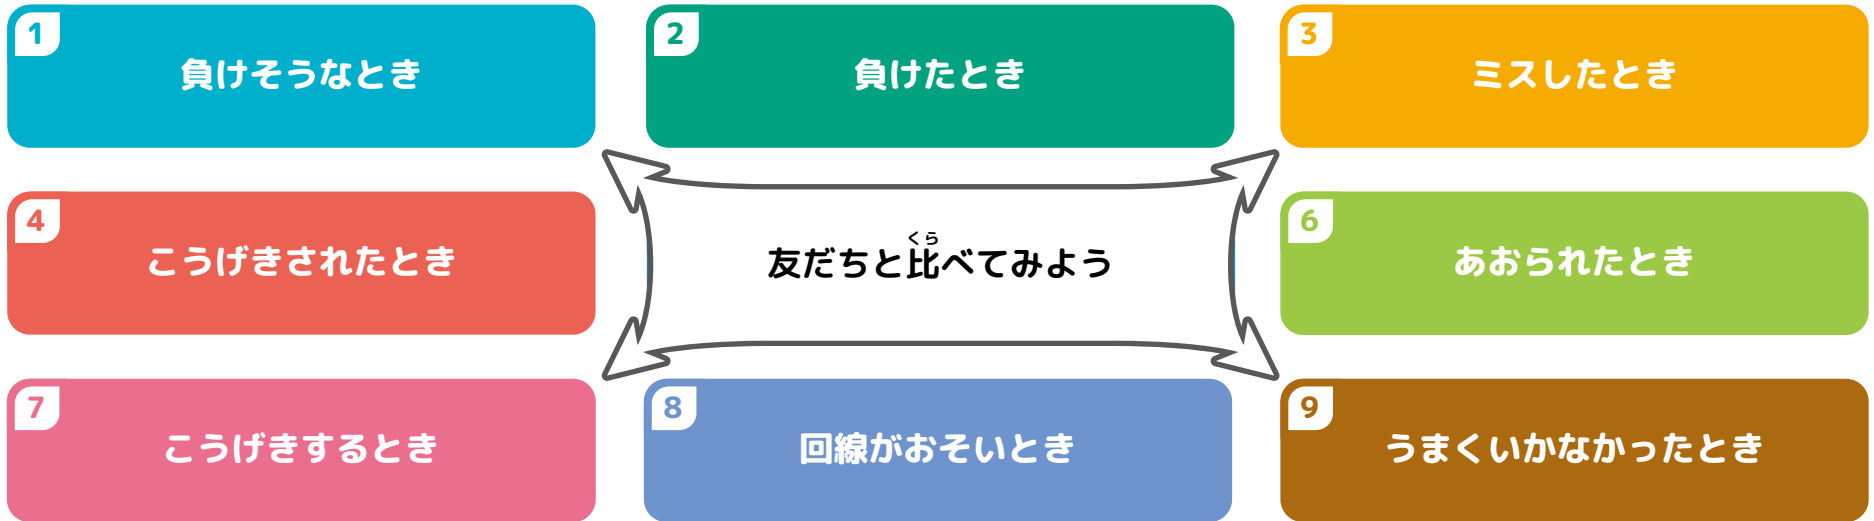 1
負けそうなとき
2
負けたとき
3
ミスしたとき
4
こうげきされたとき
くら
友だちと比べてみよう
6
あおられたとき
7
こうげきするとき
8
回線がおそいとき
9
うまくいかなかったとき